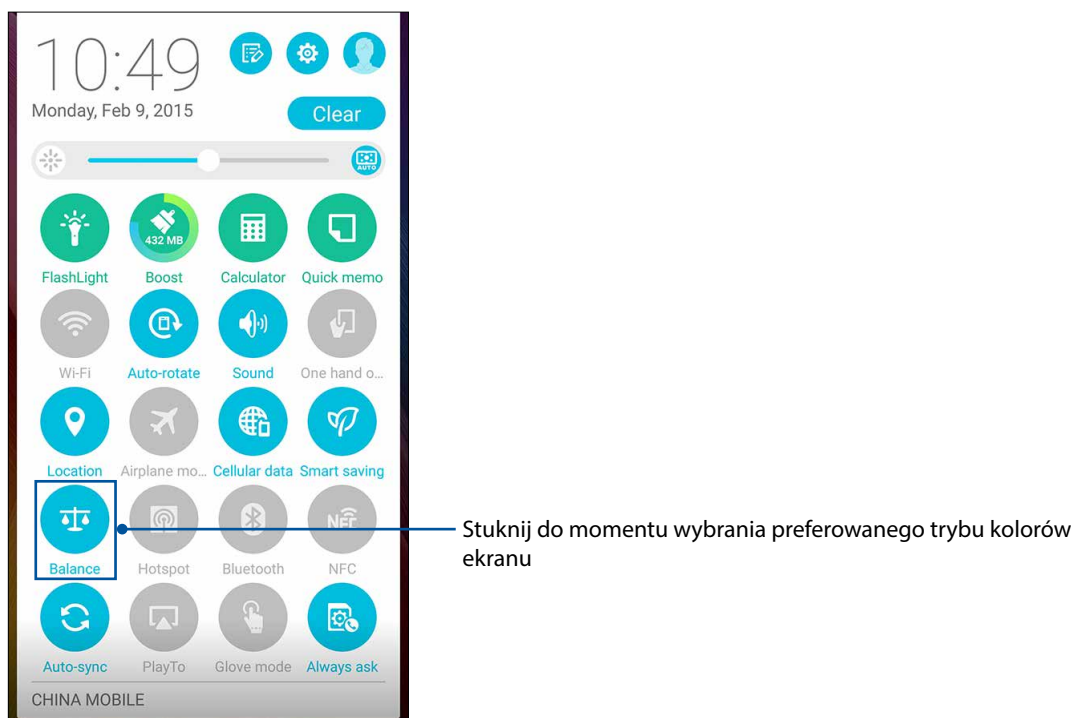 10:49
Monday, Feb 9, 2015
Clear
AUTO
432 MB
FlashLight Boost Calculator Quick memo
Wi-Fi Auto-rotate Sound One hand o...
Location Airplane mo... Cellular data Smart saving
NFC
Balance Hotspot Bluetooth NFC
Stuknij do momentu wybrania preferowanego trybu kolorów
ekranu
Auto-sync PlayTo Glove mode Always ask
CHINA MOBILE